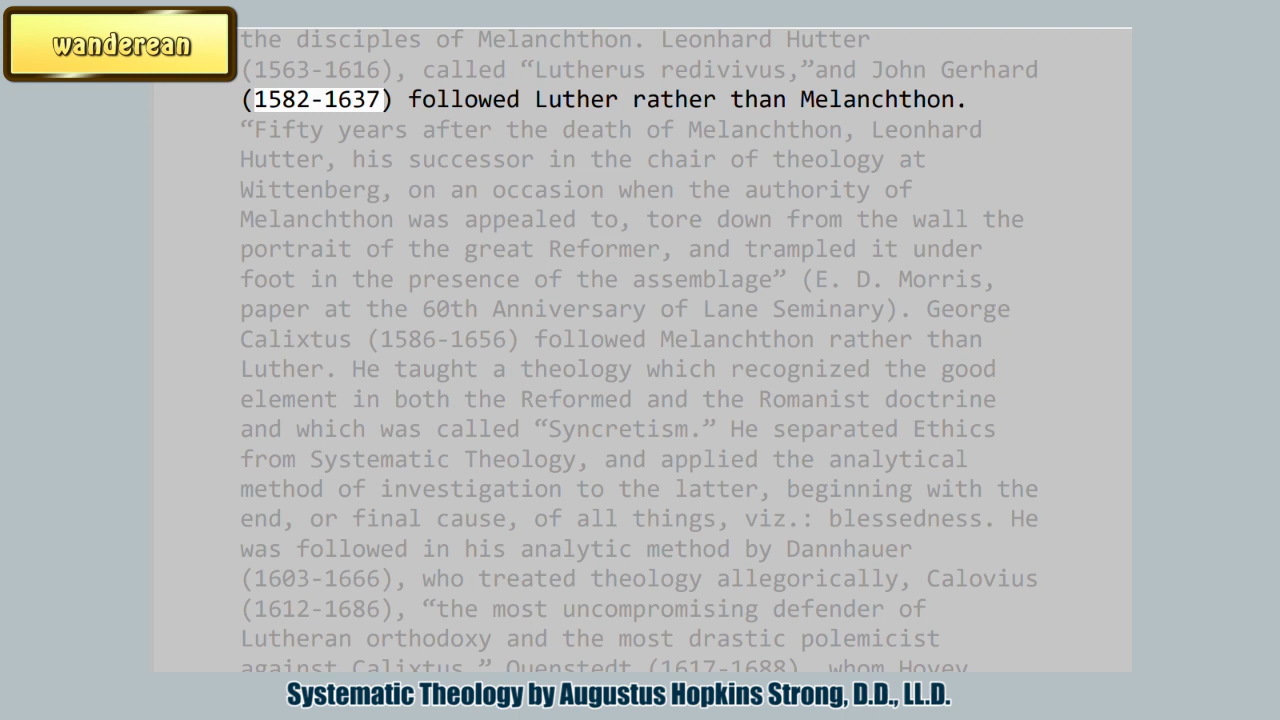 wanderean
the disciples of Melanchthon. Leonhard Hutter
(1563-1616), called “Lutherus redivivus,”and John Gerhard
(1582-1637) followed Luther rather than Melanchthon.
“Fifty years after the death of Melanchthon, Leonhard
Hutter, his successor in the chair of theology at
Wittenberg, on an occasion when the authority of
Melanchthon was appealed to, tore down from the wall the
portrait of the great Reformer, and trampled it under
foot in the presence of the assemblage” (E. D. Morris,
paper at the 60th Anniversary of Lane Seminary). George
Calixtus (1586-1656) followed Melanchthon rather than
Luther. He taught a theology which recognized the good
element in both the Reformed and the Romanist doctrine
and which was called “Syncretism.” He separated Ethics
from Systematic Theology, and applied the analytical
method of investigation to the latter, beginning with the
end, or final cause, of all things, viz.: blessedness. He
was followed in his analytic method by Dannhauer
(1603-1666), who treated theology allegorically, Calovius
(1612-1686), “the most uncompromising defender of
Lutheran orthodoxy and the most drastic polemicist
against Calixtus,” Quenstedt (1617-1688), whom Hovey
Systematic Theology by Augustus Hopkins Strong, D.D., LL.D.